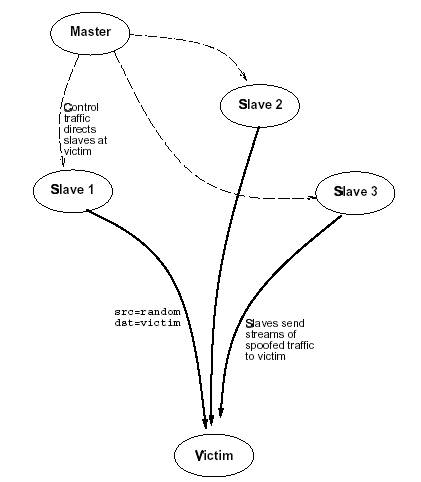 Master
Slave 2
Control
traffic
directs
slaves at
victim
Slave 1
Slave 3
src=random
dst=victim
Slaves send
streams of
spoofed traffic
to victim
Victim